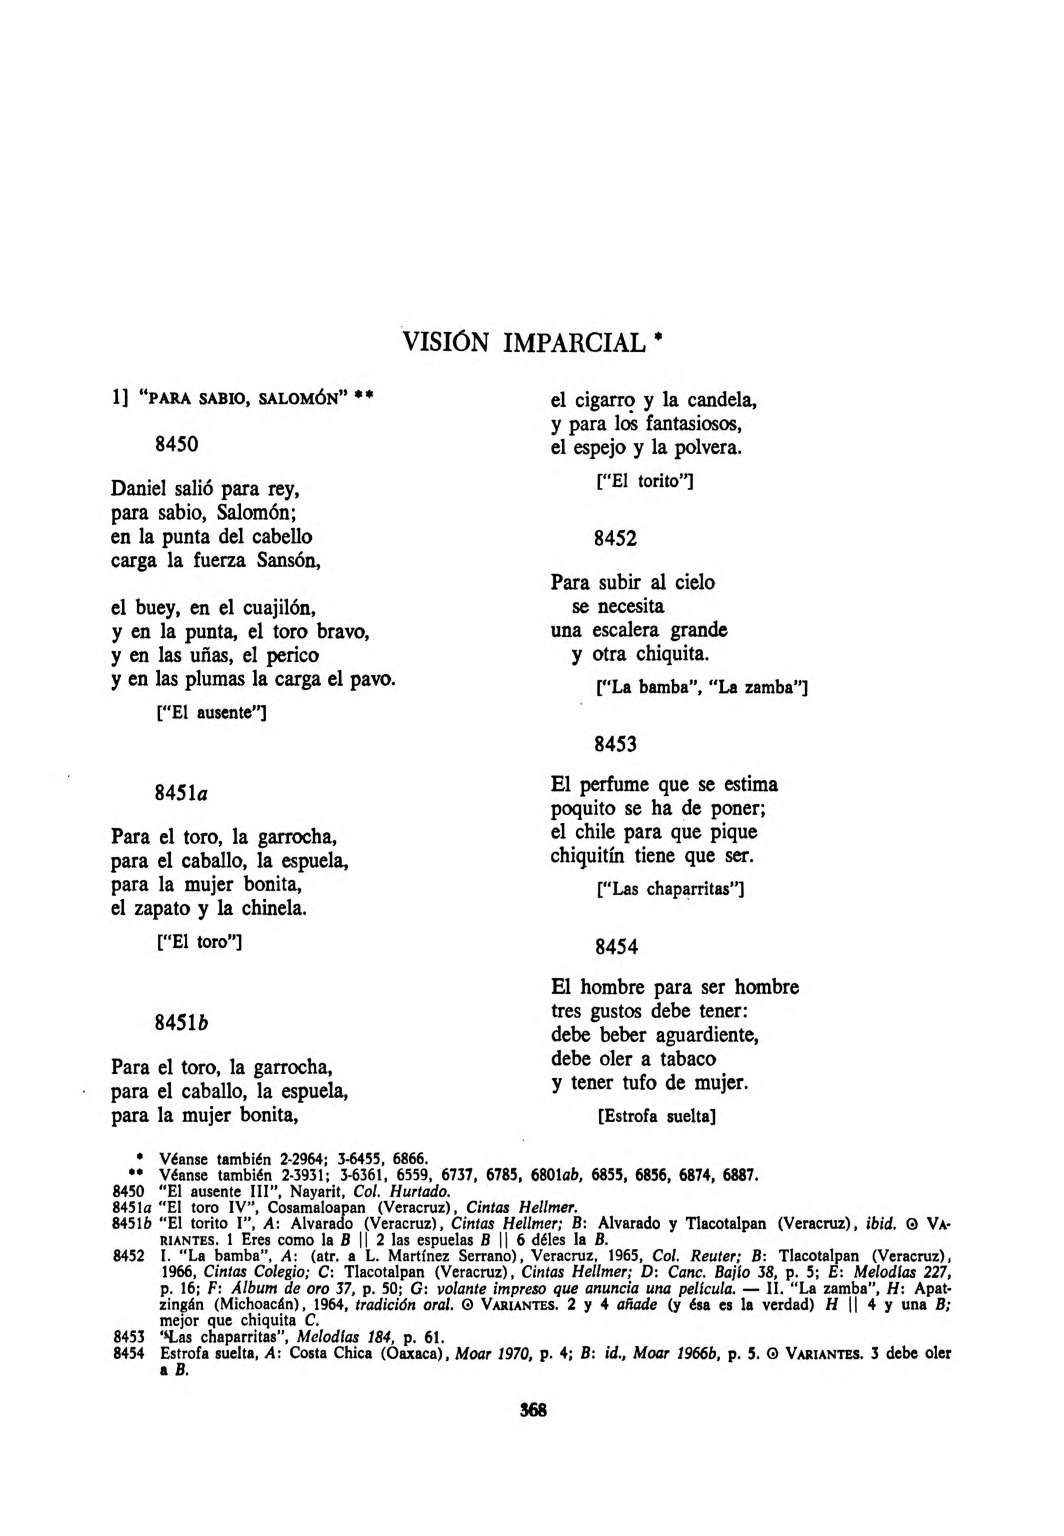 VISIÓN IMPARCIAL *
1] “PARA SABIO, SALOMÓN” **
8450
Daniel salió para rey,
para sabio, Salomón;
en la punta del cabello
carga la fuerza Sansón,
el buey, en el cuajilón,
y en la punta, el toro bravo,
y en las uñas, el perico
y en las plumas la carga el pavo.
[“El ausente”]
8451a
Para el toro, la garrocha,
para el caballo, la espuela,
para la mujer bonita,
el zapato y la chinela.
[“El toro”]
8451b
Para el toro, la garrocha,
para el caballo, la espuela,
para la mujer bonita,
el cigarro y la candela,
y para los fantasiosos,
el espejo y la polvera.
[“El torito”]
8452
Para subir al cielo
se necesita
una escalera grande
y otra chiquita.
[“La bamba”, “La zamba”]
8453
El perfume que se estima
poquito se ha de poner;
el chile para que pique
chiquitín tiene que ser.
[“Las chaparritas”]
8454
El hombre para ser hombre
tres gustos debe tener:
debe beber aguardiente,
debe oler a tabaco
y tener tufo de mujer.
[Estrofa suelta]
* Véanse también 2-2964; 3-6455, 6866.
** Véanse también 2-3931; 3-6361, 6559, 6737, 6785, 6801ab, 6855, 6856, 6874, 6887.
8450 “El ausente III”, Nayarit, Col. Hurtado.
8451a “El toro IV”, Cosamaloapan (Veracruz), Cintas Hellmer.
8451b “El torito I”, A: Alvarado (Veracruz), Cintas Hellmer; B: Alvarado y Tlacotalpan (Veracruz), ibid. ⊙ VA-
RIANTES. 1 Eres como la B || 2 las espuelas B || 6 déles la B.
8452 I. “La bamba”, A: (atr. a L. Martínez Serrano), Veracruz, 1965, Col. Reuter; B: Tlacotalpan (Veracruz),
1966, Cintas Colegio; C: Tlacotalpan (Veracruz), Cintas Hellmer; D: Canc. Bajío 38, p. 5; E: Melodías 227,
p. 16; F: Álbum de oro 37, p. 50; G: volante impreso que anuncia una película. — II. “La zamba”, H: Apat-
zingán (Michoacán), 1964, tradición oral. ⊙ VARIANTES. 2 y 4 añade (y ésa es la verdad) H || 4 y una B;
mejor que chiquita C.
8453 “Las chaparritas”, Melodías 184, p. 61.
8454 Estrofa suelta, A: Costa Chica (Oaxaca), Moar 1970, p. 4; B: id., Moar 1966b, p. 5. ⊙ VARIANTES. 3 debe oler
a B.
368